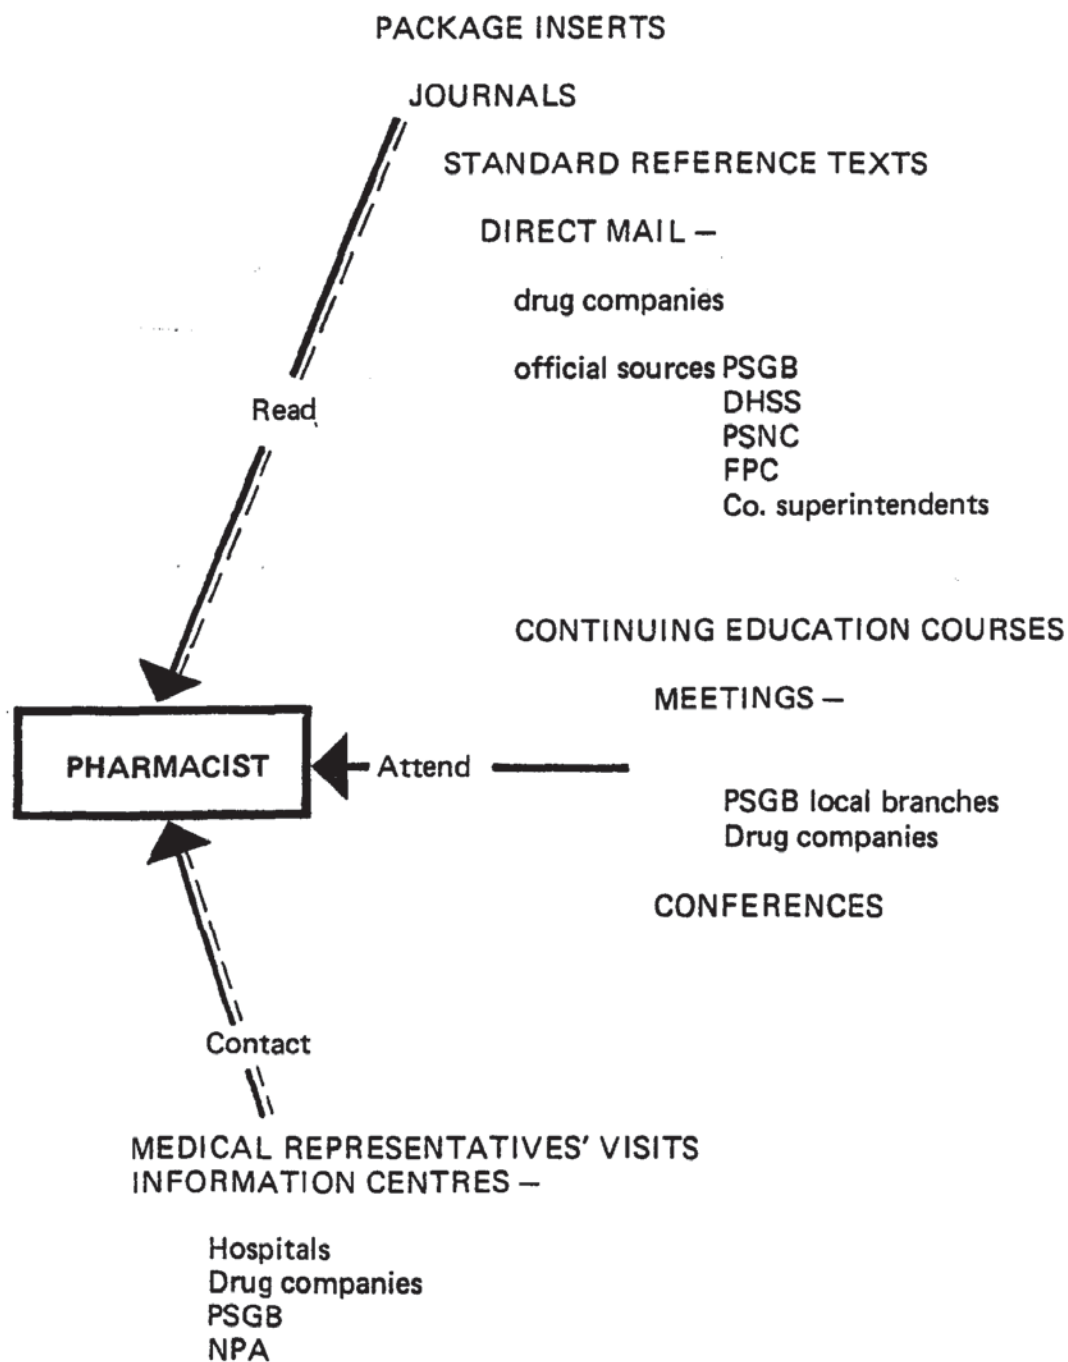 PACKAGE INSERTS
JOURNALS
STANDARD REFERENCE TEXTS
DIRECT MAIL –
drug companies
official sources PSGB
DHSS
PSNC
FPC
Co. superintendents
Read
CONTINUING EDUCATION COURSES
MEETINGS –
PHARMACIST
Attend
PSGB local branches
Drug companies
CONFERENCES
Contact
MEDICAL REPRESENTATIVES' VISITS
INFORMATION CENTRES –
Hospitals
Drug companies
PSGB
NPA